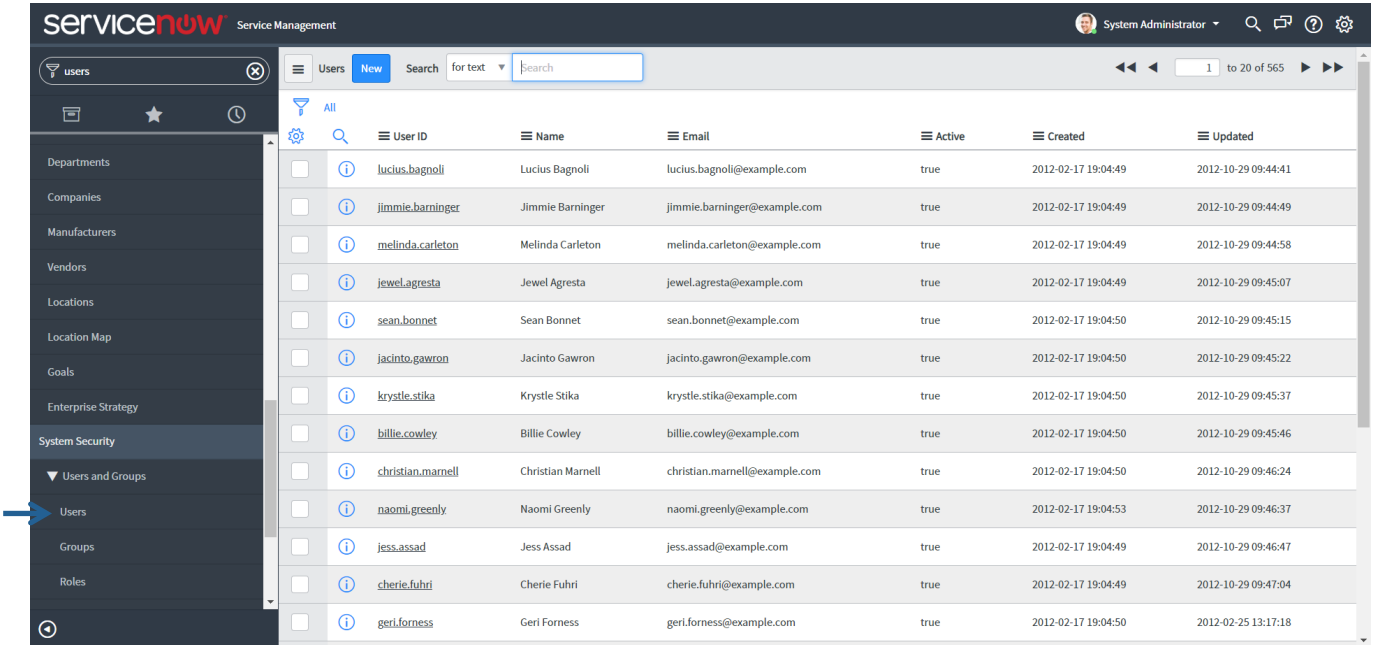 servicenow Service Management System Administrator
users
Users New Search for text Search 1 to 20 of 565
All
User ID Name Email Active Created Updated
Departments
Companies
Manufacturers
Vendors
Locations
Location Map
Goals
Enterprise Strategy
System Security
Users and Groups
Users
Groups
Roles
lucius.bagnoli Lucius Bagnoli lucius.bagnoli@example.com true 2012-02-17 19:04:49 2012-10-29 09:44:41
jimmie.barninger Jimmie Barninger jimmie.barninger@example.com true 2012-02-17 19:04:49 2012-10-29 09:44:49
melinda.carleton Melinda Carleton melinda.carleton@example.com true 2012-02-17 19:04:49 2012-10-29 09:44:58
jewel.agresta Jewel Agresta jewel.agresta@example.com true 2012-02-17 19:04:49 2012-10-29 09:45:07
sean.bonnet Sean Bonnet sean.bonnet@example.com true 2012-02-17 19:04:50 2012-10-29 09:45:15
jacinto.gawron Jacinto Gawron jacinto.gawron@example.com true 2012-02-17 19:04:50 2012-10-29 09:45:22
krystle.stika Krystle Stika krystle.stika@example.com true 2012-02-17 19:04:50 2012-10-29 09:45:37
billie.cowley Billie Cowley billie.cowley@example.com true 2012-02-17 19:04:50 2012-10-29 09:45:46
christian.marnell Christian Marnell christian.marnell@example.com true 2012-02-17 19:04:50 2012-10-29 09:46:24
naomi.greenly Naomi Greenly naomi.greenly@example.com true 2012-02-17 19:04:53 2012-10-29 09:46:37
jess.assad Jess Assad jess.assad@example.com true 2012-02-17 19:04:49 2012-10-29 09:46:47
cherie.fuhri Cherie Fuhri cherie.fuhri@example.com true 2012-02-17 19:04:49 2012-10-29 09:47:04
geri.forness Geri Forness geri.forness@example.com true 2012-02-17 19:04:50 2012-02-25 13:17:18